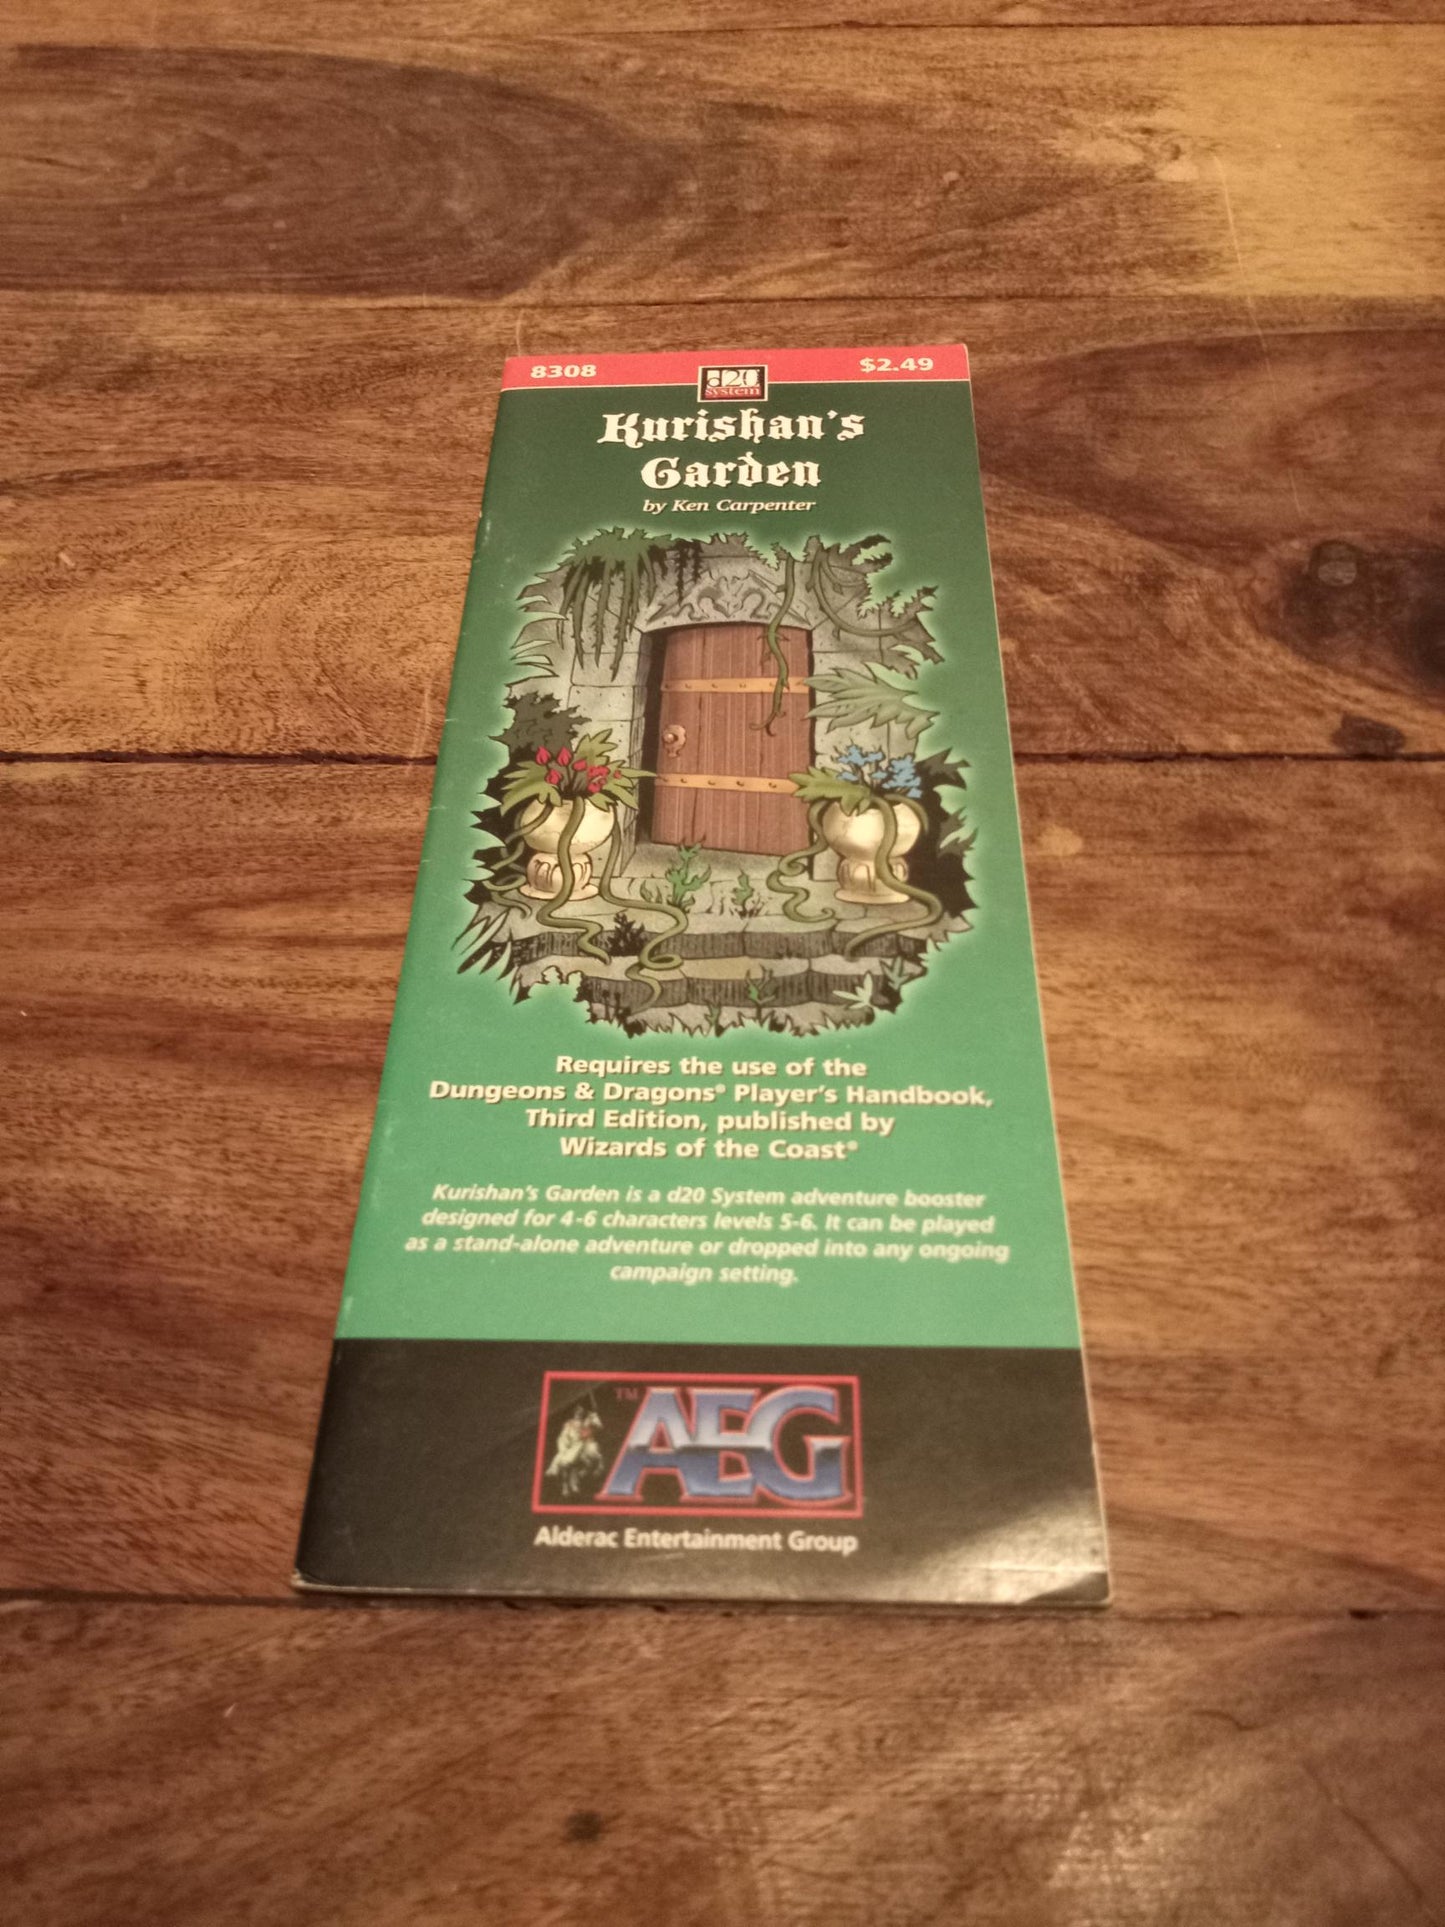 8308
$2.49
d20
system
Kurishan's
Garden
by Ken Carpenter
Requires the use of the
Dungeons & Dragons® Player's Handbook,
Third Edition, published by
Wizards of the Coast®
Kurishan's Garden is a d20 System adventure booster
designed for 4-6 characters levels 5-6. It can be played
as a stand-alone adventure or dropped into any ongoing
campaign setting.
™ AEG
Alderac Entertainment Group